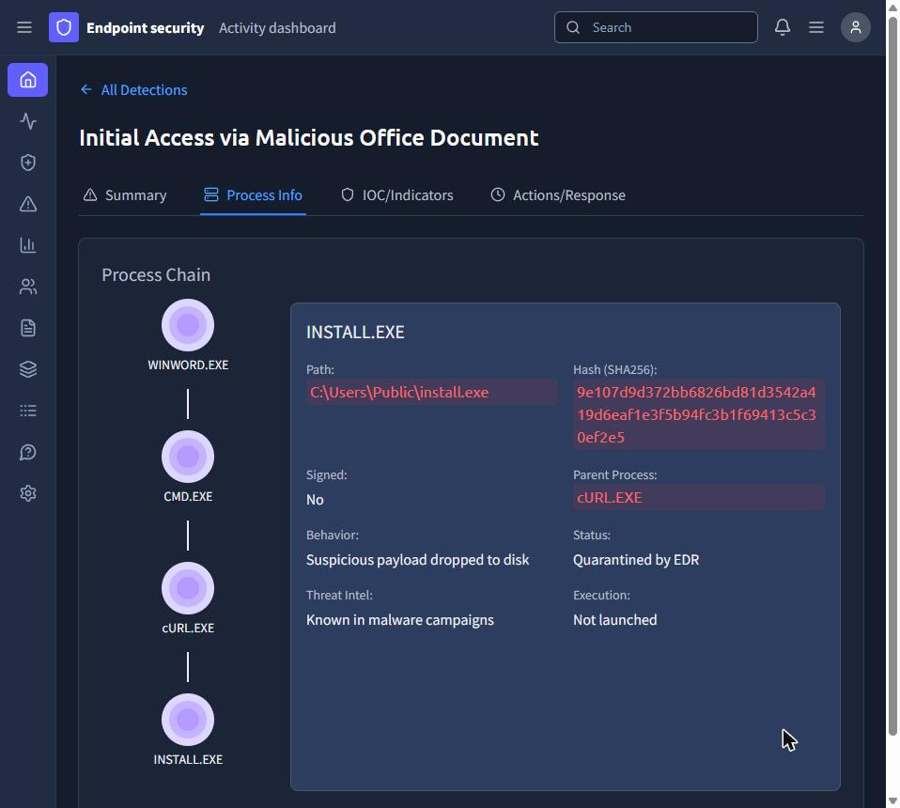 Endpoint security Activity dashboard Search
All Detections
Initial Access via Malicious Office Document
Summary Process Info IOC/Indicators Actions/Response
Process Chain
WINWORD.EXE
CMD.EXE
cURL.EXE
INSTALL.EXE
INSTALL.EXE
Path:
C:\Users\Public\install.exe
Hash (SHA256):
9e107d9d372bb6826bd81d3542a4
19d6eaf1e3f5b94fc3b1f69413c5c3
0ef2e5
Signed:
No
Parent Process:
cURL.EXE
Behavior:
Suspicious payload dropped to disk
Status:
Quarantined by EDR
Threat Intel:
Known in malware campaigns
Execution:
Not launched